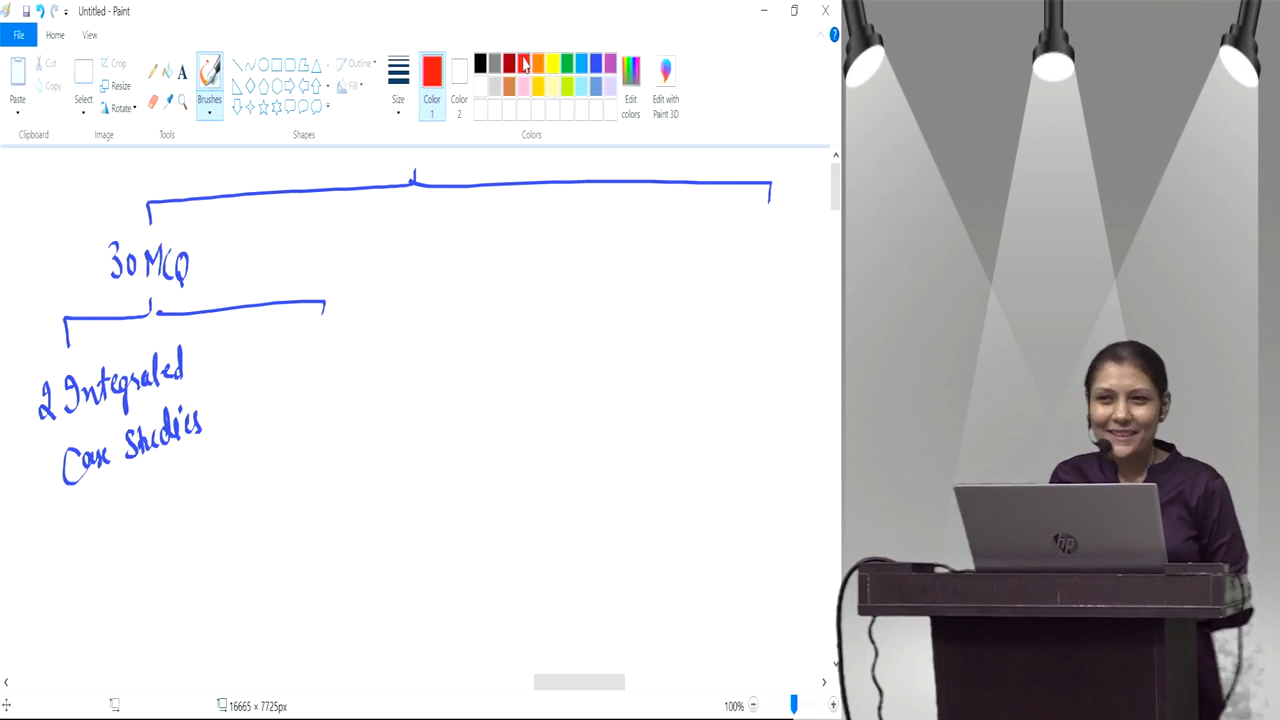 Untitled - Paint
File Home View
Cut
Copy
Paste
Clipboard
Crop
Resize
Rotate
Select
Image
Tools
Brushes
Outline
Fill
Shapes
Size
Color 1
Color 2
Edit colors
Edit with Paint 3D
Colors
30 MCQ
2 Integrated
Case Studies
hp
16665 × 7725px
100%